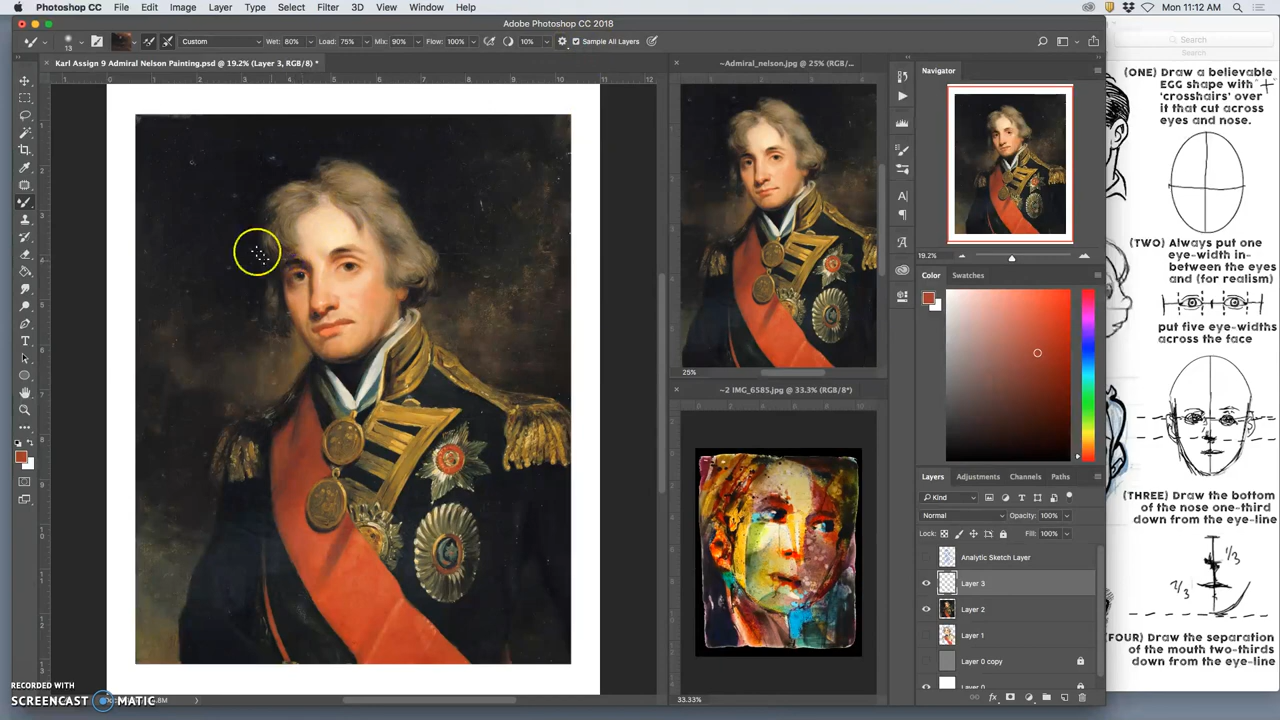 Photoshop CC File Edit Image Layer Type Select Filter 3D View Window Help Mon 11:12 AM
Adobe Photoshop CC 2018
13 Custom Wet: 80% Load: 75% Mix: 90% Flow: 100% 10% Sample All Layers
Karl Assign 9 Admiral Nelson Painting.psd @ 19.2% (Layer 3, RGB/8) *
~Admiral_nelson.jpg @ 25% (RGB/...
25%
~2 IMG_6585.jpg @ 33.3% (RGB/8*)
33.33%
Navigator
19.2%
Color Swatches
Layers Adjustments Channels Paths
Kind
Normal Opacity: 100%
Lock: Fill: 100%
Analytic Sketch Layer
Layer 3
Layer 2
Layer 1
Layer 0 copy
Layer 0
Search
Search
(ONE) Draw a believable
EGG shape with
'crosshairs' over
it that cut across
eyes and nose.
(TWO) Always put one
eye-width in-
between the eyes
and (for realism)
put five eye-widths
across the face
(THREE) Draw the bottom
of the nose one-third
down from the eye-line
1/3
2/3
(FOUR) Draw the separation
of the mouth two-thirds
down from the eye-line
RECORDED WITH
SCREENCAST MATIC